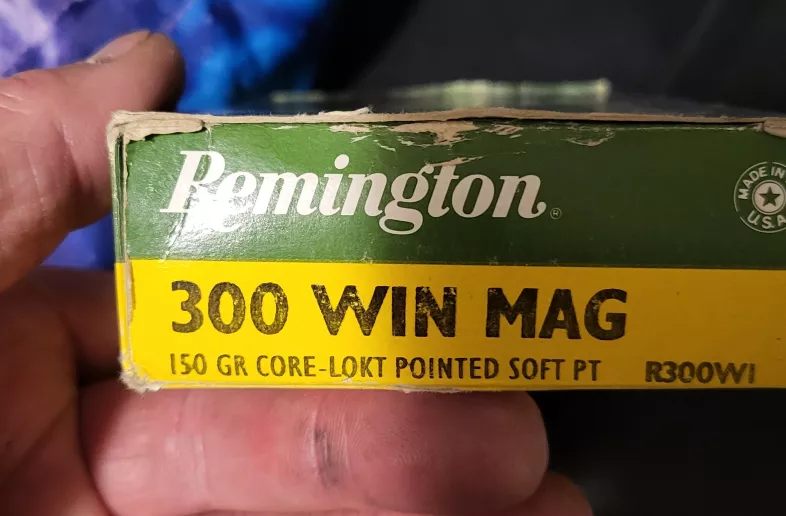 Remington®
MADE IN
U.S.A
300 WIN MAG
150 GR CORE-LOKT POINTED SOFT PT R300W1